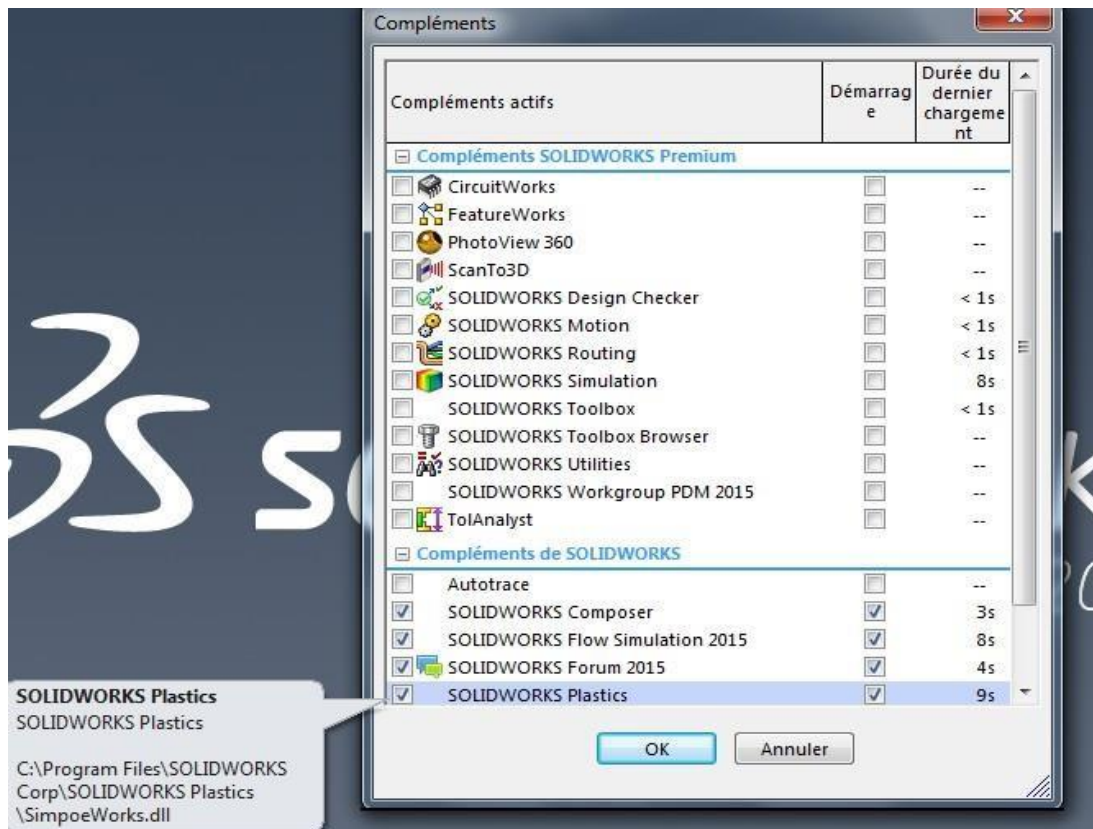 Compléments
Compléments actifs
Démarrag
e
Durée du
dernier
chargeme
nt
Compléments SOLIDWORKS Premium
CircuitWorks --
FeatureWorks --
PhotoView 360 --
ScanTo3D --
SOLIDWORKS Design Checker < 1s
SOLIDWORKS Motion < 1s
SOLIDWORKS Routing < 1s
SOLIDWORKS Simulation 8s
SOLIDWORKS Toolbox < 1s
SOLIDWORKS Toolbox Browser --
SOLIDWORKS Utilities --
SOLIDWORKS Workgroup PDM 2015 --
TolAnalyst --
Compléments de SOLIDWORKS
Autotrace --
SOLIDWORKS Composer 3s
SOLIDWORKS Flow Simulation 2015 8s
SOLIDWORKS Forum 2015 4s
SOLIDWORKS Plastics 9s
OK Annuler
SOLIDWORKS Plastics
SOLIDWORKS Plastics
C:\Program Files\SOLIDWORKS
Corp\SOLIDWORKS Plastics
\SimpoeWorks.dll